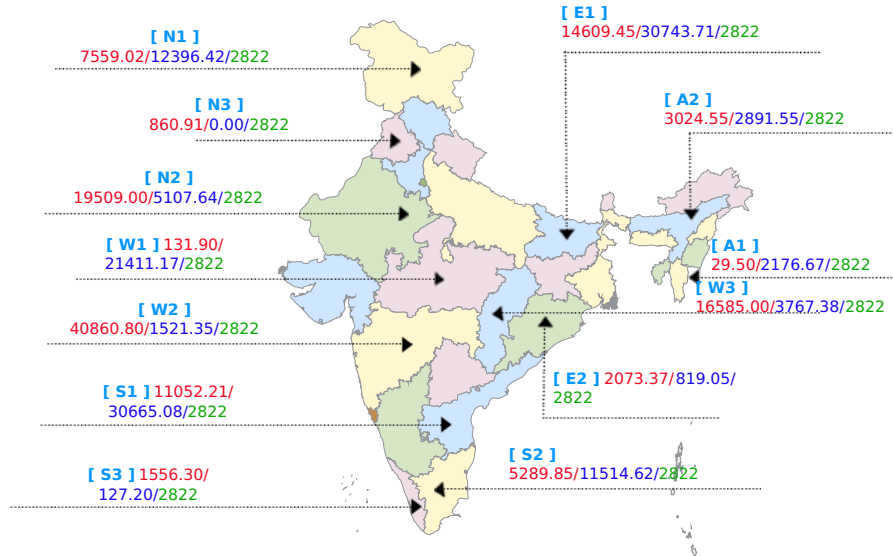 [ E1 ]
14609.45/30743.71/2822
[ N1 ]
7559.02/12396.42/2822
[ N3 ]
860.91/0.00/2822
[ A2 ]
3024.55/2891.55/2822
[ N2 ]
19509.00/5107.64/2822
[ W1 ] 131.90/
21411.17/2822
[ A1 ]
29.50/2176.67/2822
[ W3 ]
16585.00/3767.38/2822
[ W2 ]
40860.80/1521.35/2822
[ E2 ] 2073.37/819.05/
2822
[ S1 ] 11052.21/
30665.08/2822
[ S2 ]
5289.85/11514.62/2822
[ S3 ] 1556.30/
127.20/2822